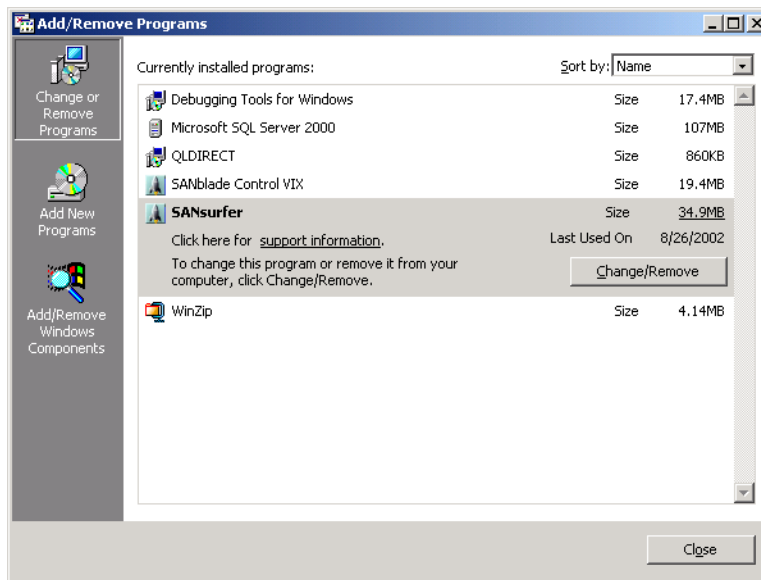 Add/Remove Programs
Change or
Remove
Programs
Add New
Programs
Add/Remove
Windows
Components
Currently installed programs:
Sort by: Name
Debugging Tools for Windows Size 17.4MB
Microsoft SQL Server 2000 Size 107MB
QLDIRECT Size 860KB
SANblade Control VIX Size 19.4MB
SANsurfer Size 34.9MB
Click here for support information. Last Used On 8/26/2002
To change this program or remove it from your
computer, click Change/Remove.
Change/Remove
WinZip Size 4.14MB
Close